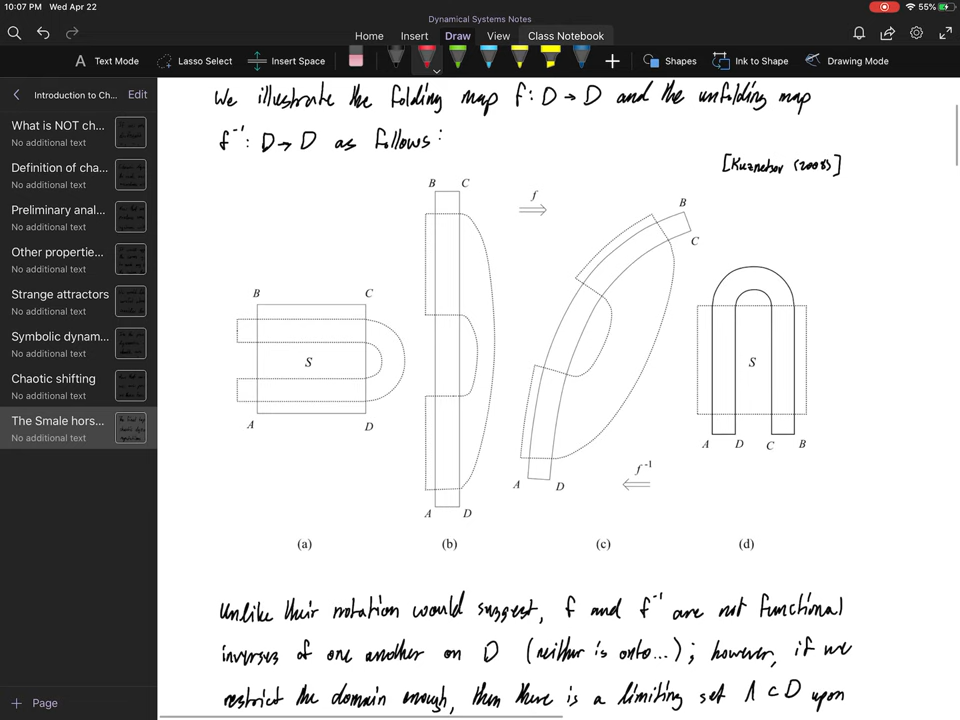 10:07 PM Wed Apr 22
55%
Dynamical Systems Notes
Home Insert Draw View Class Notebook
Text Mode Lasso Select Insert Space Shapes Ink to Shape Drawing Mode
Introduction to Ch... Edit
What is NOT ch...
No additional text
Definition of cha...
No additional text
Preliminary anal...
No additional text
Other propertie...
No additional text
Strange attractors
No additional text
Symbolic dynam...
No additional text
Chaotic shifting
No additional text
The Smale hors...
No additional text
Page
We illustrate the folding map f: D → D and the unfolding map
f⁻¹: D → D as follows:
[Kuznetsov (2008)]
B C
S
A D
(a)
B C
A D
(b)
f
⇒
B
C
A D
(c)
f⁻¹
⇐
S
A D C B
(d)
Unlike their notation would suggest, f and f⁻¹ are not functional
inverses of one another on D (neither is onto...); however, if we
restrict the domain enough, then there is a limiting set Λ ⊂ D upon